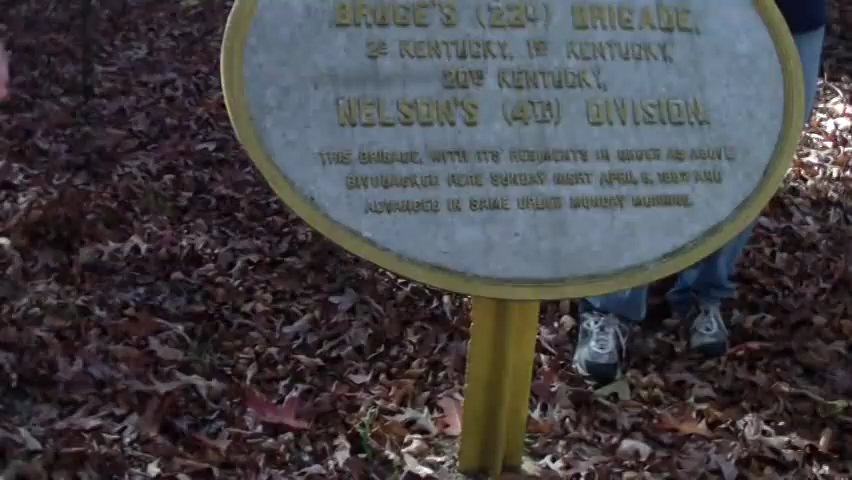 BRUCE'S (22D) BRIGADE,
2D KENTUCKY, 1ST KENTUCKY,
20TH KENTUCKY,
NELSON'S (4TH) DIVISION.
THIS BRIGADE, WITH ITS REGIMENTS IN ORDER AS ABOVE
BIVOUACKED HERE SUNDAY NIGHT APRIL 6, 1862 AND
ADVANCED IN SAME ORDER MONDAY MORNING.